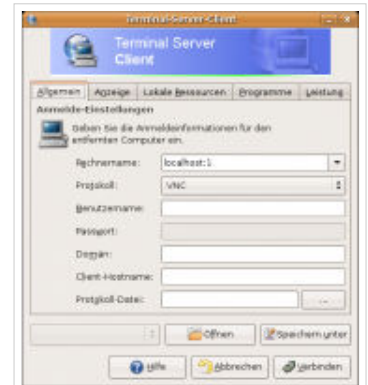 Terminal-Server-Client
Terminal Server
Client
Allgemein Anzeige Lokale Ressourcen Programme Leistung
Anmelde-Einstellungen
Geben Sie die Anmeldeinformationen für den
entfernten Computer ein.
Rechnername: localhost:1
Protokoll: VNC
Benutzername:
Passwort:
Domän:
Client-Hostname:
Protokoll-Datei: ...
Öffnen Speichern unter
Hilfe Abbrechen Verbinden